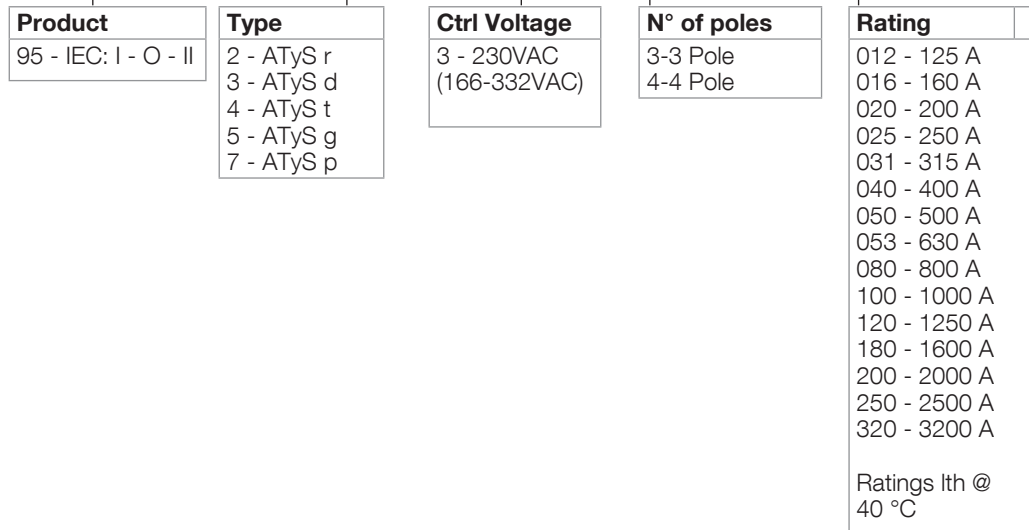 Product
95 - IEC: I - O - II
Type
2 - ATyS r
3 - ATyS d
4 - ATyS t
5 - ATyS g
7 - ATyS p
Ctrl Voltage
3 - 230VAC
(166-332VAC)
N° of poles
3-3 Pole
4-4 Pole
Rating
012 - 125 A
016 - 160 A
020 - 200 A
025 - 250 A
031 - 315 A
040 - 400 A
050 - 500 A
053 - 630 A
080 - 800 A
100 - 1000 A
120 - 1250 A
180 - 1600 A
200 - 2000 A
250 - 2500 A
320 - 3200 A
Ratings Ith @
40 °C